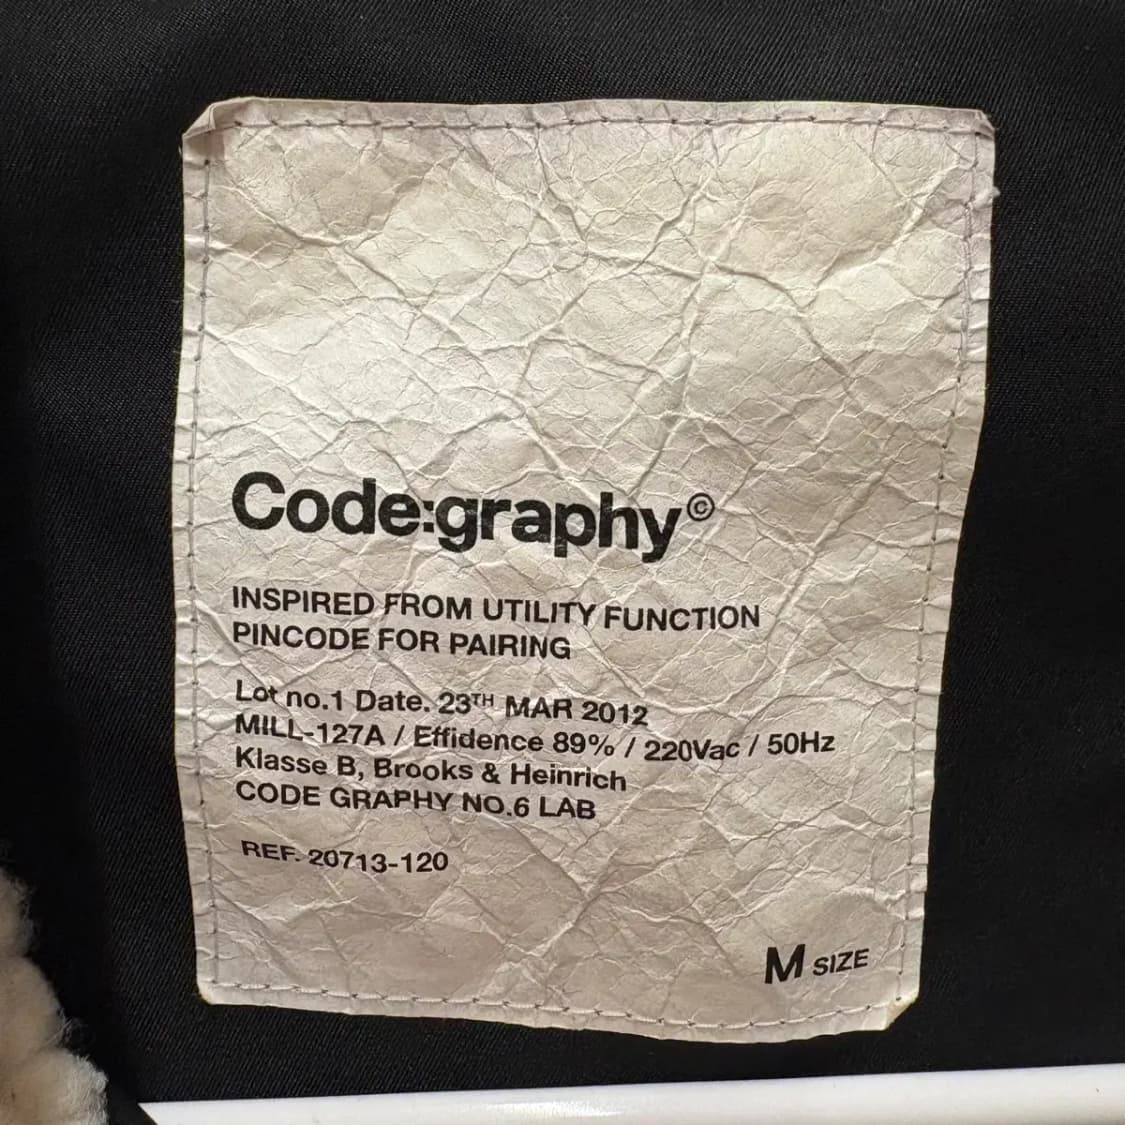 Code:graphy©
INSPIRED FROM UTILITY FUNCTION
PINCODE FOR PAIRING
Lot no.1 Date. 23TH MAR 2012
MILL-127A / Effidence 89% / 220Vac / 50Hz
Klasse B, Brooks & Heinrich
CODE GRAPHY NO.6 LAB
REF. 20713-120
M SIZE